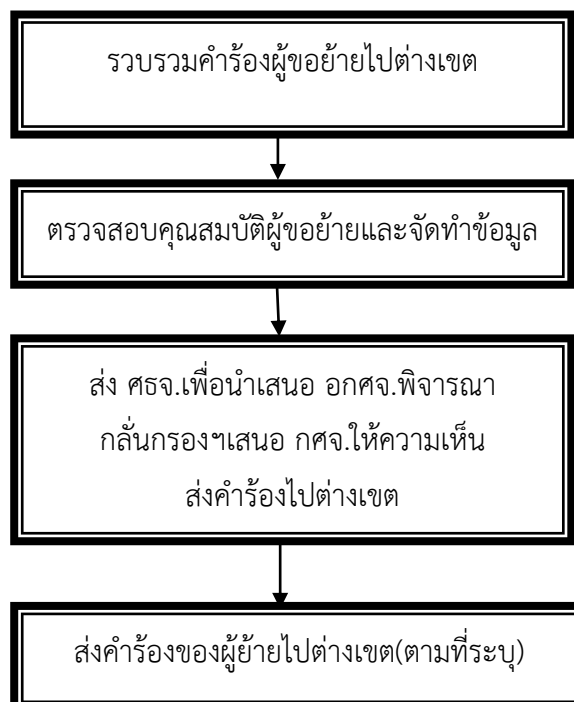 รวบรวมคำร้องผู้ขอย้ายไปต่างเขต
ตรวจสอบคุณสมบัติผู้ขอย้ายและจัดทำข้อมูล
ส่ง ศธจ.เพื่อนำเสนอ อกศจ.พิจารณา
กลั่นกรองฯเสนอ กศจ.ให้ความเห็น
ส่งคำร้องไปต่างเขต
ส่งคำร้องของผู้ย้ายไปต่างเขต(ตามที่ระบุ)